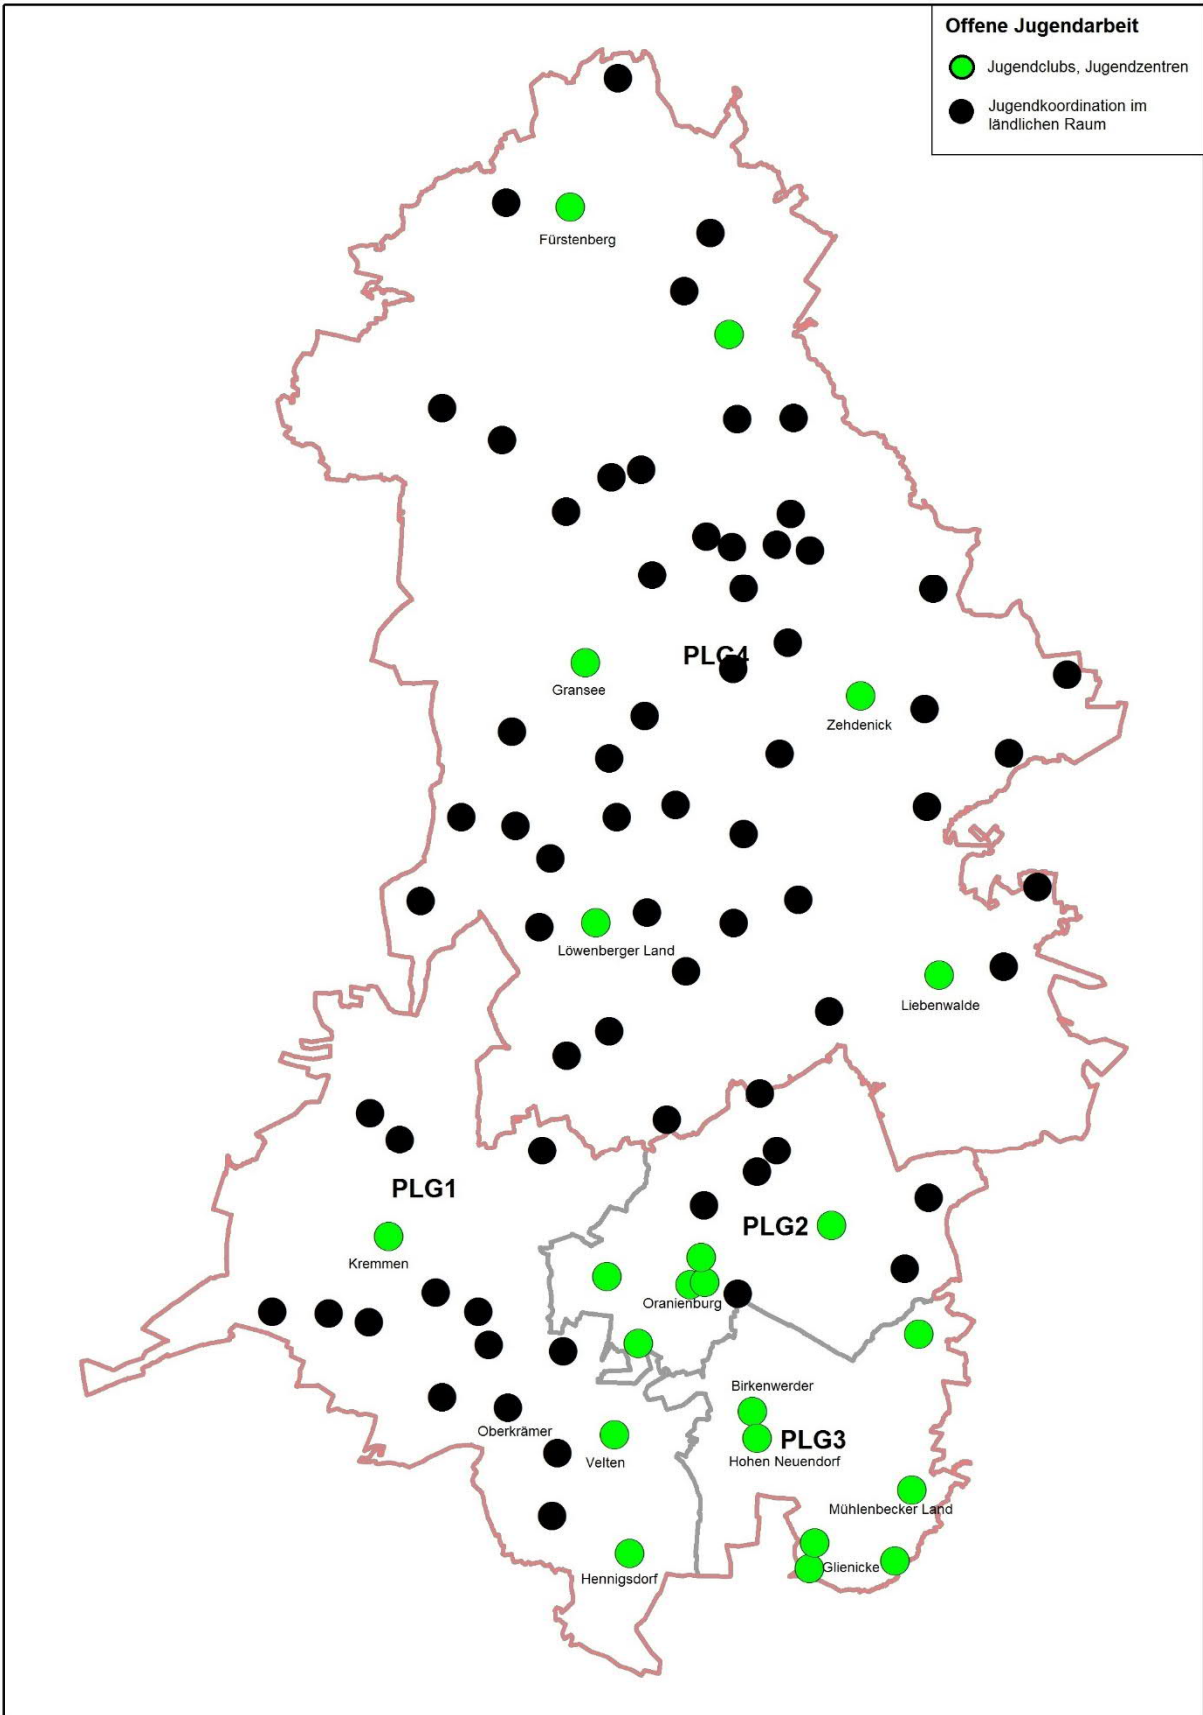 Offene Jugendarbeit
Jugendclubs, Jugendzentren
Jugendkoordination im
ländlichen Raum
Fürstenberg
PLG4
Gransee
Zehdenick
Löwenberger Land
Liebenwalde
PLG1
PLG2
Kremmen
Oranienburg
Birkenwerder
Oberkrämer
PLG3
Velten
Hohen Neuendorf
Mühlenbecker Land
Glienicke
Hennigsdorf